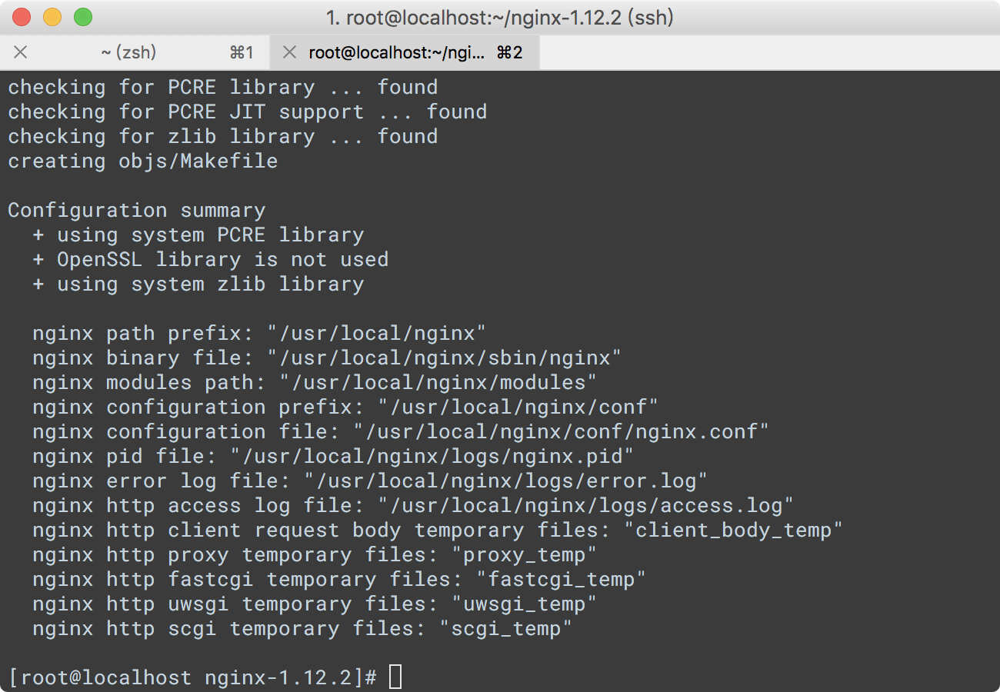 1. root@localhost:~/nginx-1.12.2 (ssh)
~ (zsh) ⌘1 root@localhost:~/ngi... ⌘2
checking for PCRE library ... found
checking for PCRE JIT support ... found
checking for zlib library ... found
creating objs/Makefile
Configuration summary
+ using system PCRE library
+ OpenSSL library is not used
+ using system zlib library
nginx path prefix: "/usr/local/nginx"
nginx binary file: "/usr/local/nginx/sbin/nginx"
nginx modules path: "/usr/local/nginx/modules"
nginx configuration prefix: "/usr/local/nginx/conf"
nginx configuration file: "/usr/local/nginx/conf/nginx.conf"
nginx pid file: "/usr/local/nginx/logs/nginx.pid"
nginx error log file: "/usr/local/nginx/logs/error.log"
nginx http access log file: "/usr/local/nginx/logs/access.log"
nginx http client request body temporary files: "client_body_temp"
nginx http proxy temporary files: "proxy_temp"
nginx http fastcgi temporary files: "fastcgi_temp"
nginx http uwsgi temporary files: "uwsgi_temp"
nginx http scgi temporary files: "scgi_temp"
[root@localhost nginx-1.12.2]#